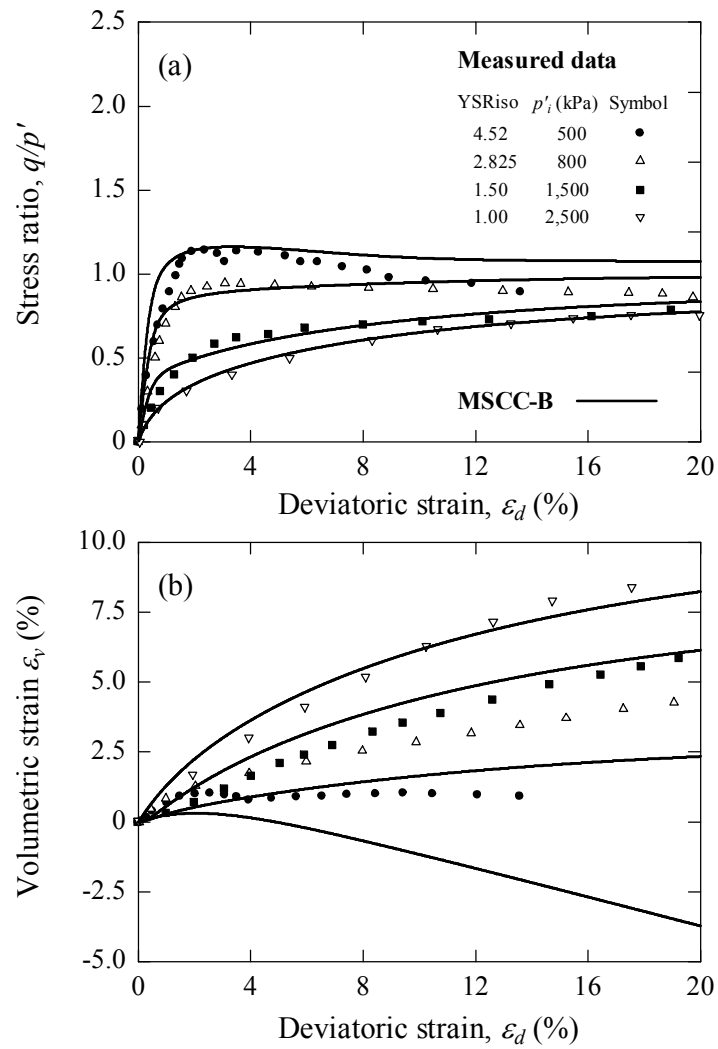 2.5
2.0
1.5
1.0
0.5
0
(a)
Measured data
YSRiso p'i (kPa) Symbol
4.52 500
2.825 800
1.50 1,500
1.00 2,500
MSCC-B
Stress ratio, q/p'
0 4 8 12 16 20
Deviatoric strain, εd (%)
10.0
7.5
5.0
2.5
0
-2.5
-5.0
(b)
Volumetric strain εv (%)
0 4 8 12 16 20
Deviatoric strain, εd (%)